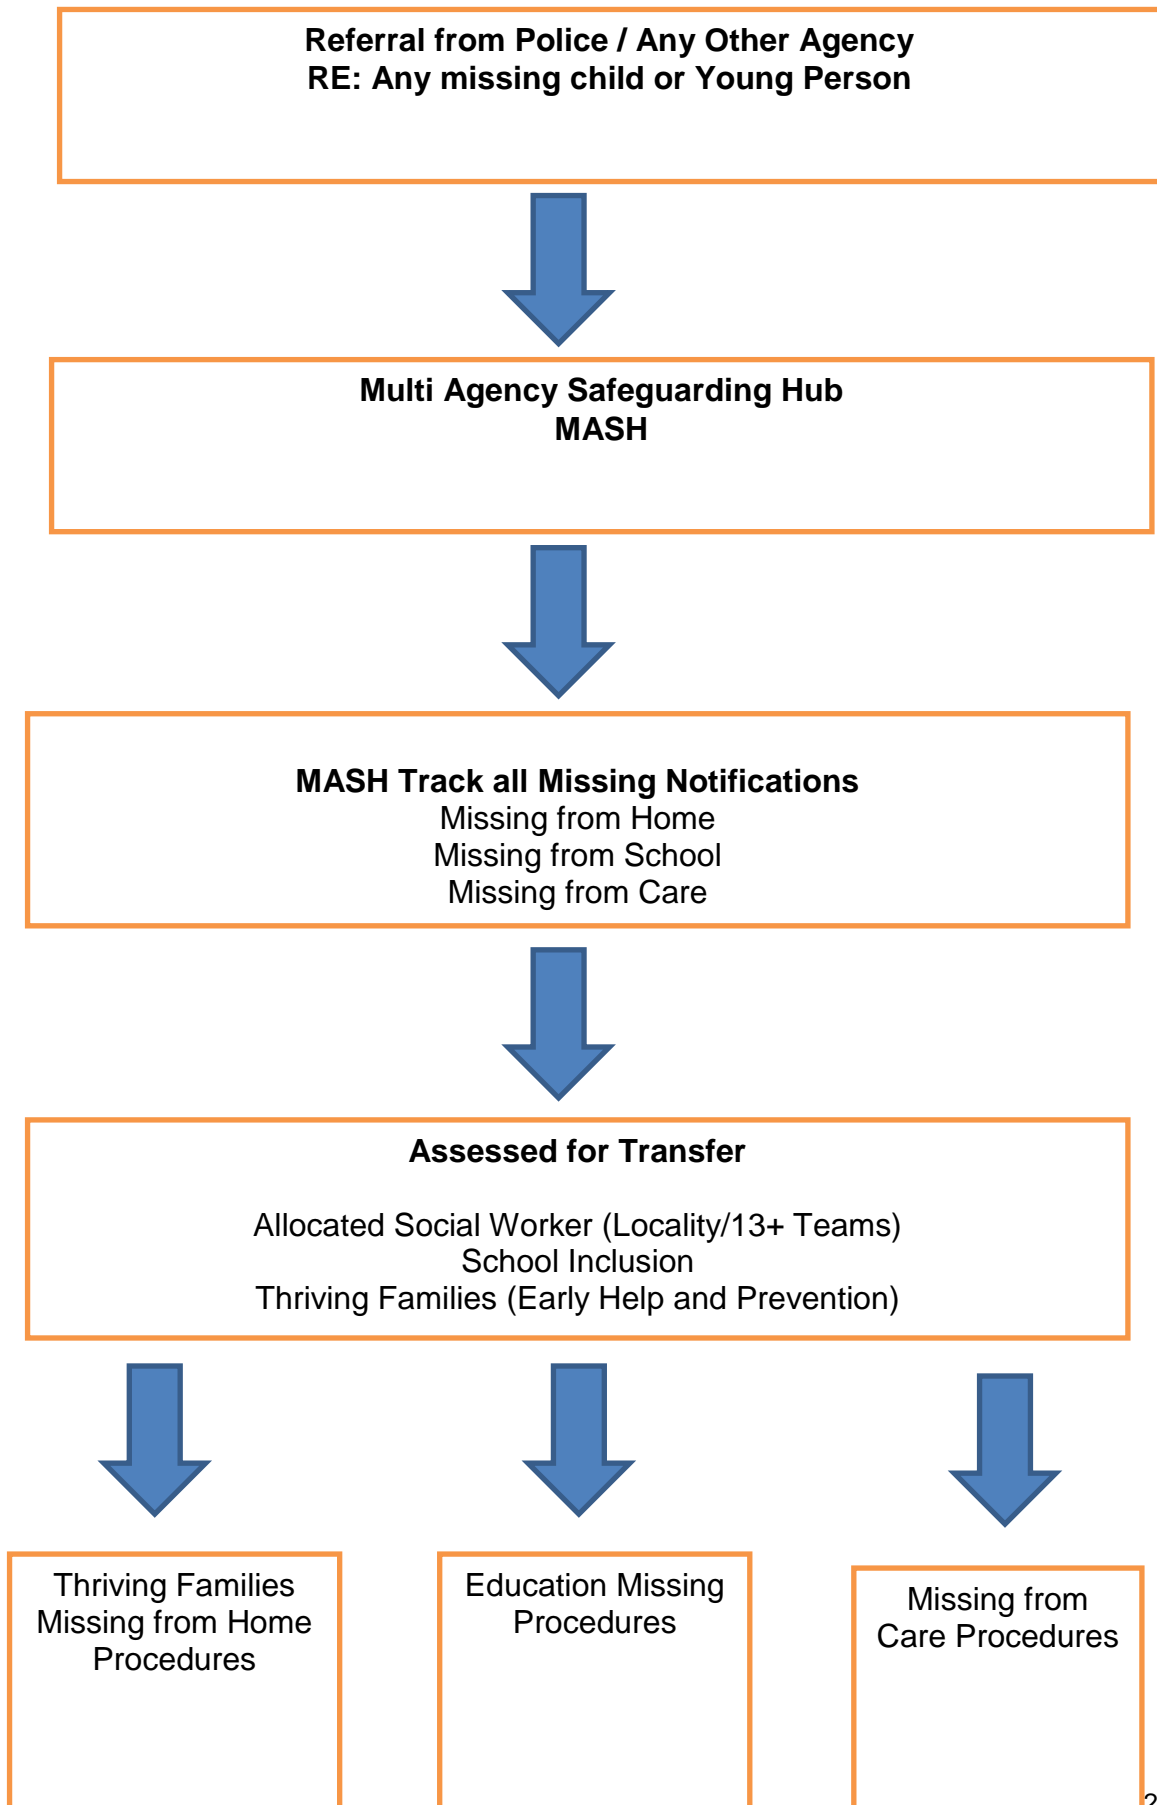 Referral from Police / Any Other Agency
RE: Any missing child or Young Person
Multi Agency Safeguarding Hub
MASH
MASH Track all Missing Notifications
Missing from Home
Missing from School
Missing from Care
Assessed for Transfer
Allocated Social Worker (Locality/13+ Teams)
School Inclusion
Thriving Families (Early Help and Prevention)
Thriving Families
Missing from Home
Procedures
Education Missing
Procedures
Missing from
Care Procedures
2